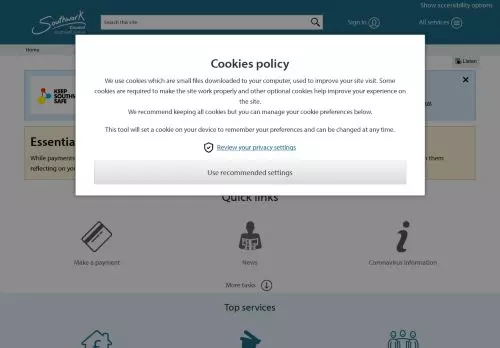 Show accessibility options
Southwark
Council
Search this site
Sign in
All services
Home
Listen
KEEP
SAFE
Cookies policy
We use cookies which are small files downloaded to your computer, used to improve your site visit. Some
cookies are required to make the site work properly and other optional cookies help improve your experience on
the site.
We recommend keeping all cookies but you can manage your cookie preferences below.
This tool will set a cookie on your device to remember your preferences and can be changed at any time.
Review your privacy settings
Use recommended settings
Essentia
While payments
them
reflecting on you
Quick links
Make a payment
News
Coronavirus information
More tasks
Top services